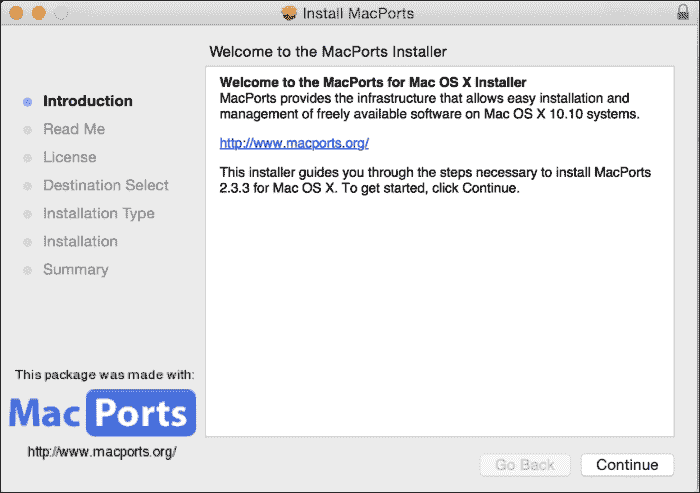 Install MacPorts
Welcome to the MacPorts Installer
Introduction
Read Me
License
Destination Select
Installation Type
Installation
Summary
Welcome to the MacPorts for Mac OS X Installer
MacPorts provides the infrastructure that allows easy installation and
management of freely available software on Mac OS X 10.10 systems.
http://www.macports.org/
This installer guides you through the steps necessary to install MacPorts
2.3.3 for Mac OS X. To get started, click Continue.
This package was made with:
Mac Ports
http://www.macports.org/
Go Back
Continue